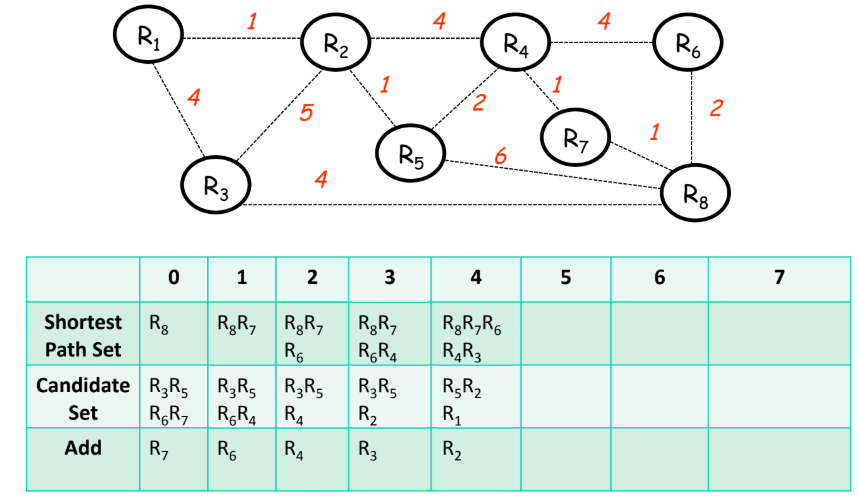 1
4
4
R₁
R₂
R₄
R₆
4
5
1
2
1
2
R₇
1
R₅
6
R₃
4
R₈
0 1 2 3 4 5 6 7
Shortest Path Set
R₈
R₈R₇
R₈R₇
R₆
R₈R₇
R₆R₄
R₈R₇R₆
R₄R₃
Candidate Set
R₃R₅
R₆R₇
R₃R₅
R₆R₄
R₃R₅
R₄
R₃R₅
R₂
R₅R₂
R₁
Add R₇ R₆ R₄ R₃ R₂